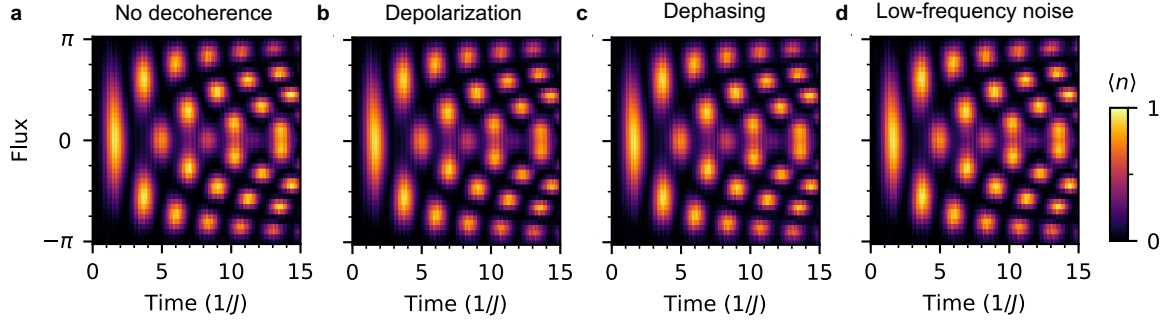 a No decoherence b Depolarization c Dephasing d Low-frequency noise
π
Flux
0
−π
0 5 10 15
Time (1/J)
0 5 10 15
Time (1/J)
0 5 10 15
Time (1/J)
0 5 10 15
Time (1/J)
⟨n⟩
1
0